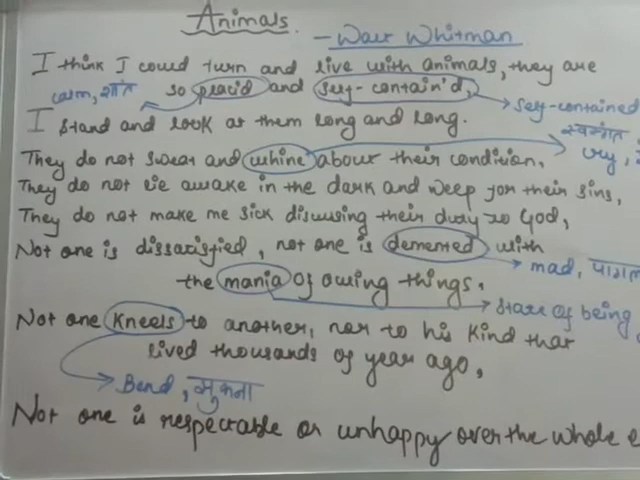 Animals.
- Walt Whitman
I think I could turn and live with animals, they are
so placid and self-contain'd,
calm, शांत
self-contained
I stand and look at them long and long.
They do not swear and whine about their condition,
cry,
They do not lie awake in the dark and weep for their sins,
They do not make me sick discussing their duty to God,
Not one is dissatisfied, not one is demented with
mad, पागल
the mania of owing things,
State of being
Not one kneels to another, nor to his kind that
lived thousands of year ago,
Bend, झुकना
Not one is respectable or unhappy over the whole e